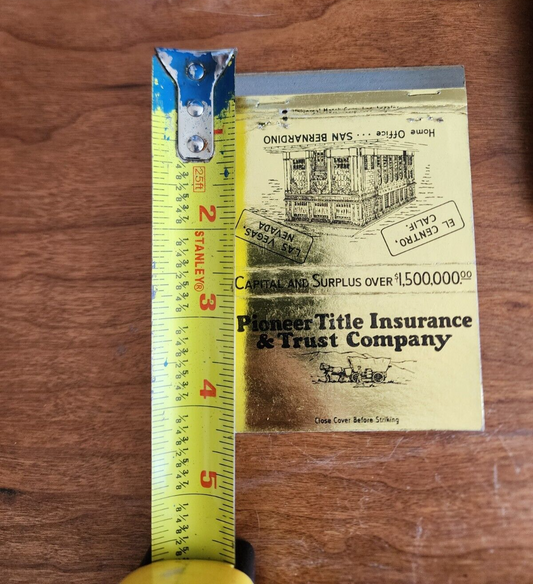 25ft
2
STANLEY®
3
4
5
Home Office ... SAN BERNARDINO
EL CENTRO, CALIF.
LAS VEGAS, NEVADA
CAPITAL AND SURPLUS OVER $1,500,000.00
Pioneer Title Insurance
& Trust Company
Close Cover Before Striking